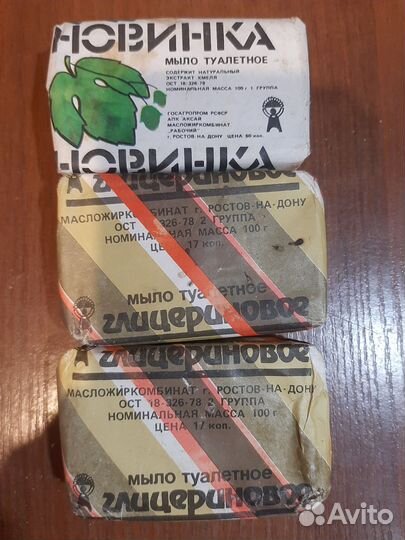 НОВИНКА
МЫЛО ТУАЛЕТНОЕ
СОДЕРЖИТ НАТУРАЛЬНЫЙ
ЭКСТРАКТ ХМЕЛЯ
ОСТ 18-326-78
НОМИНАЛЬНАЯ МАССА 100 г 1 ГРУППА
ГОСАГРОПРОМ РСФСР
АПК АКСАЙ
МАСЛОЖИРКОМБИНАТ
„РАБОЧИЙ"
г. РОСТОВ-НА-ДОНУ ЦЕНА 60 коп.
НОВИНКА
глицериновое
МАСЛОЖИРКОМБИНАТ г. РОСТОВ-НА-ДОНУ
ОСТ 18-326-78 2 ГРУППА
НОМИНАЛЬНАЯ МАССА 100 г
ЦЕНА 17 коп.
мыло туалетное
глицериновое
глицериновое
МАСЛОЖИРКОМБИНАТ г. РОСТОВ-НА-ДОНУ
ОСТ 18-326-78 2 ГРУППА
НОМИНАЛЬНАЯ МАССА 100 г
ЦЕНА 17 коп.
мыло туалетное
глицериновое
Avito